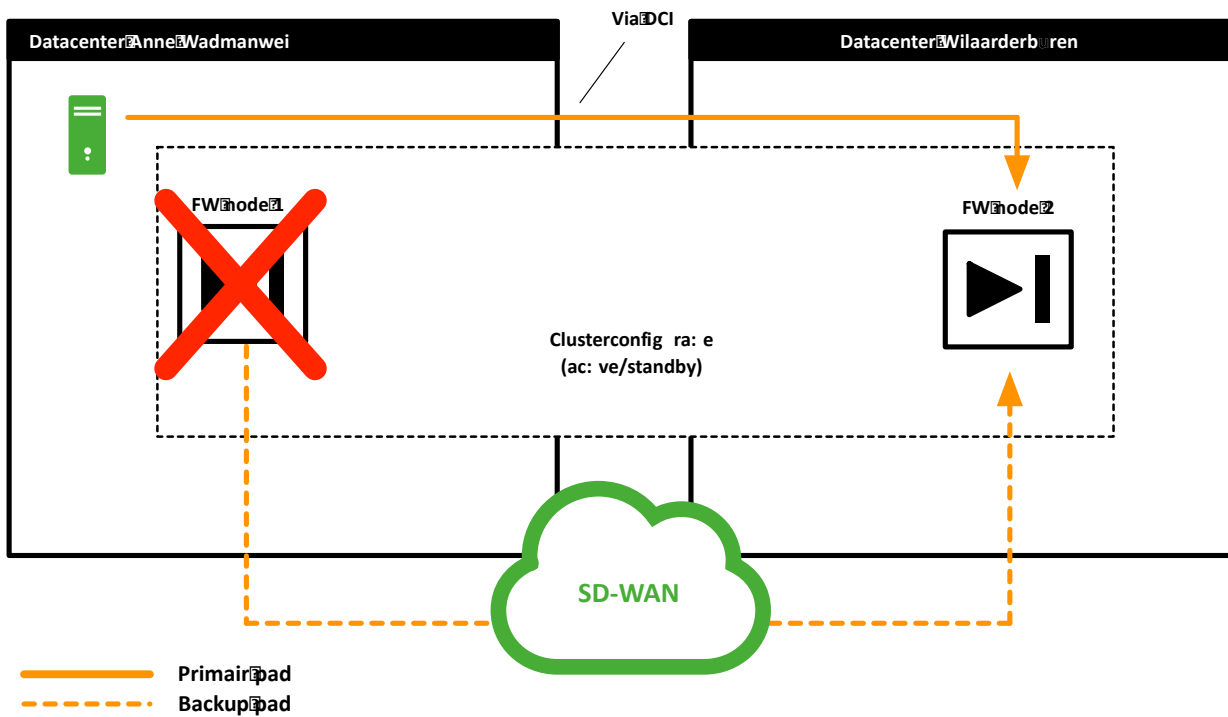 Via DCI
Datacenter Anne Wadmanwei
Datacenter Wilaarderburen
FW node 1
FW node 2
Clusterconfig ra: e
(ac: ve/standby)
SD-WAN
Primair pad
Backup pad